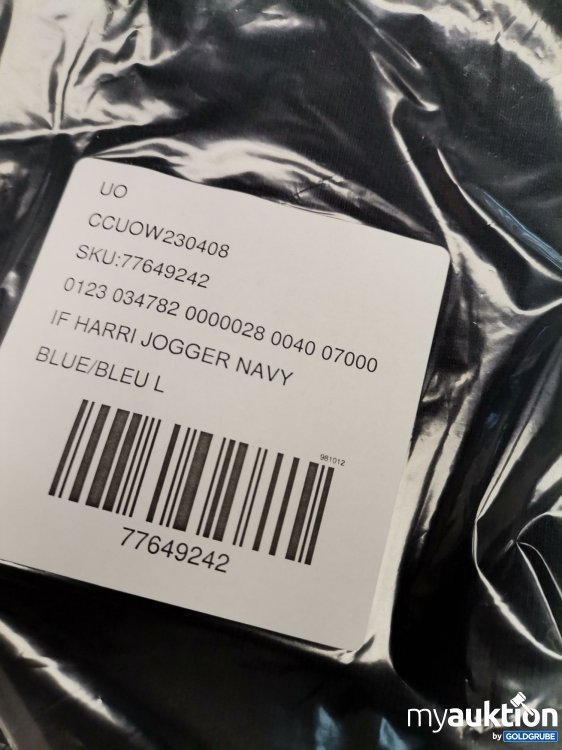 UO
CCUOW230408
SKU:77649242
0123 034782 0000028 0040 07000
IF HARRI JOGGER NAVY
BLUE/BLEU L
981012
77649242
myauktion
by GOLDGRUBE